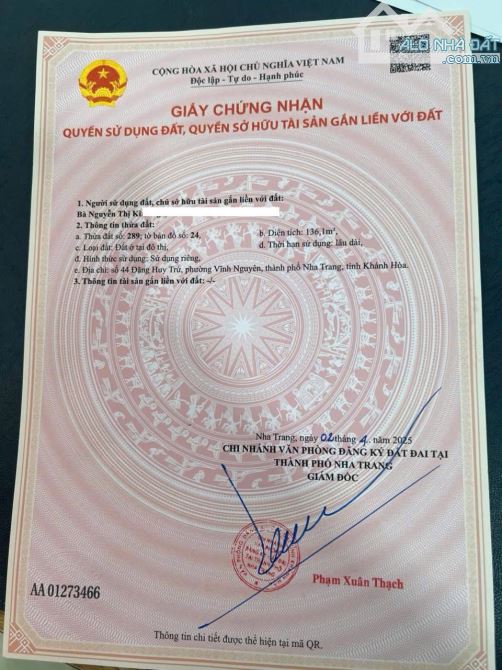 ALO NHÀ ĐẤT
.com.vn
CỘNG HÒA XÃ HỘI CHỦ NGHĨA VIỆT NAM
Độc lập - Tự do - Hạnh phúc
GIẤY CHỨNG NHẬN
QUYỀN SỬ DỤNG ĐẤT, QUYỀN SỞ HỮU TÀI SẢN GẮN LIỀN VỚI ĐẤT
1. Người sử dụng đất, chủ sở hữu tài sản gắn liền với đất:
Bà Nguyễn Thị
2. Thông tin thửa đất:
a. Thửa đất số: 289; tờ bản đồ số: 24, b. Diện tích: 136,1m²,
c. Loại đất: Đất ở tại đô thị, d. Thời hạn sử dụng: lâu dài,
đ. Hình thức sử dụng: Sử dụng riêng,
e. Địa chỉ: số 44 Đặng Huy Trứ, phường Vĩnh Nguyên, thành phố Nha Trang, tỉnh Khánh Hòa.
3. Thông tin tài sản gắn liền với đất: -/-
Nha Trang, ngày 02 tháng 4 năm 2025
CHI NHÁNH VĂN PHÒNG ĐĂNG KÝ ĐẤT ĐAI TẠI
THÀNH PHỐ NHA TRANG
GIÁM ĐỐC
Phạm Xuân Thạch
AA 01273466
Thông tin chi tiết được thể hiện tại mã QR.